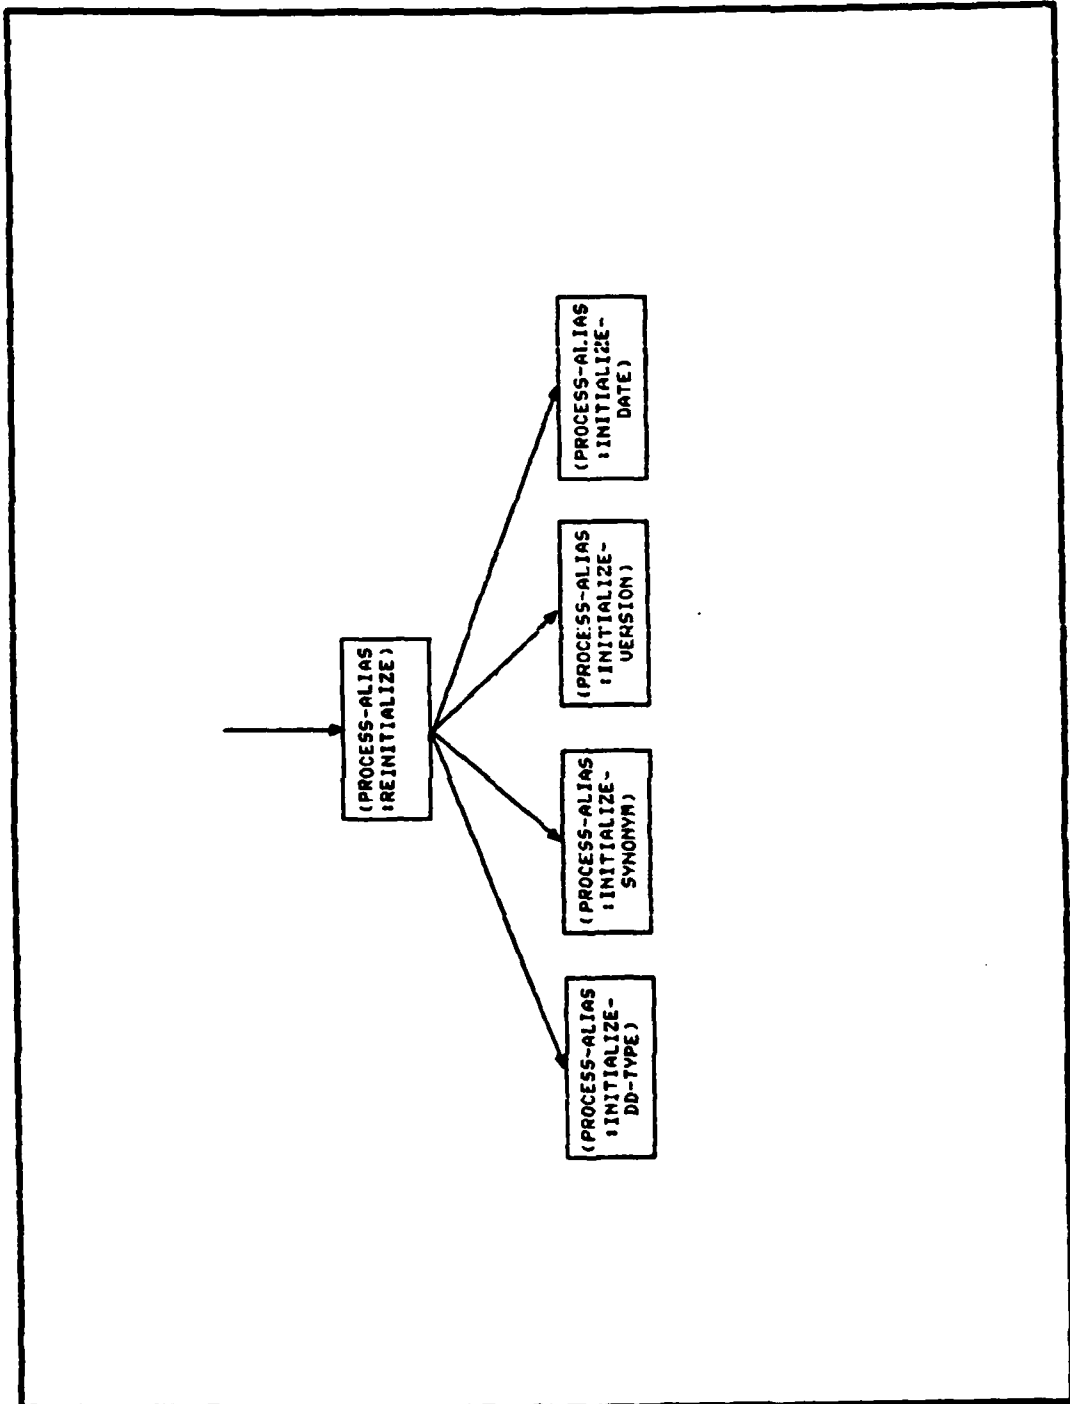 (PROCESS-ALIAS
:REINITIALIZE)
(PROCESS-ALIAS
:INITIALIZE-
DD-TYPE)
(PROCESS-ALIAS
:INITIALIZE-
SYNONYM)
(PROCESS-ALIAS
:INITIALIZE-
VERSION)
(PROCESS-ALIAS
:INITIALIZE-
DATE)